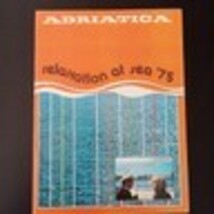 ADRIATICA
relaxation at sea '75